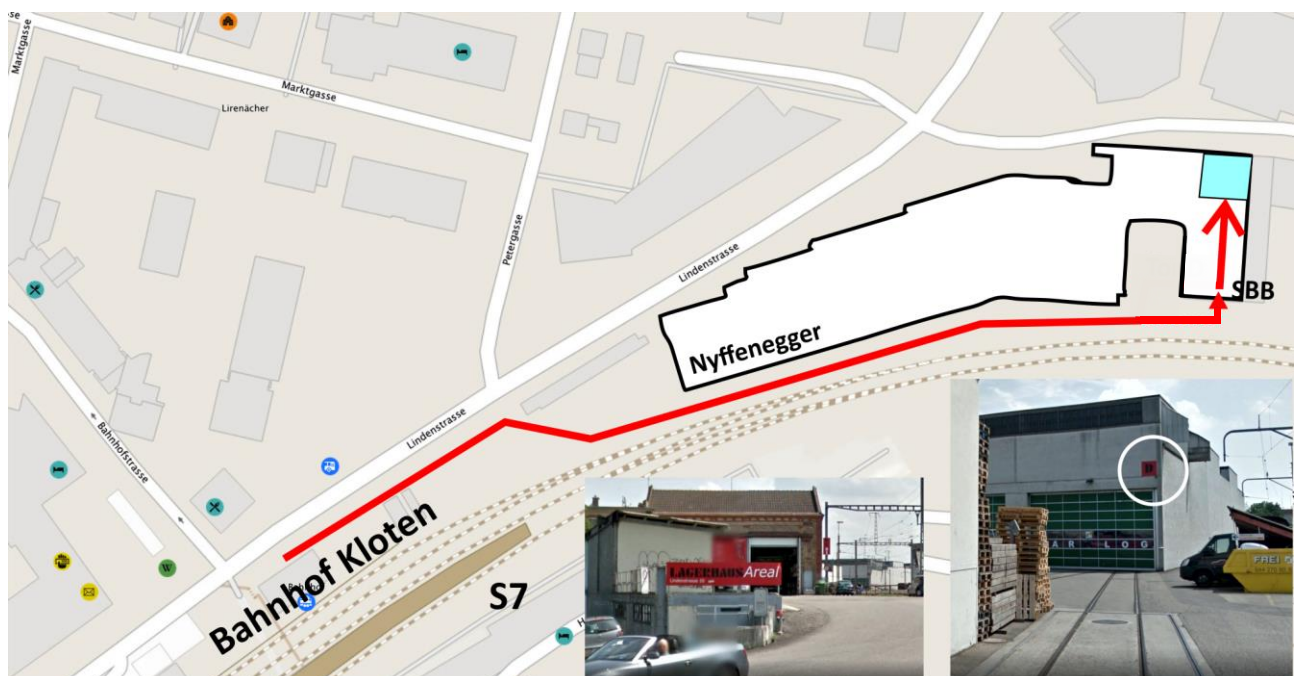 Marktgasse
Marktgasse
Lirenächer
Petergasse
Lindenstrasse
SBB
Nyffenegger
Lindenstrasse
Bahnhofstrasse
Bahnhof Kloten
S7
LAGERHAUS Areal
D
W